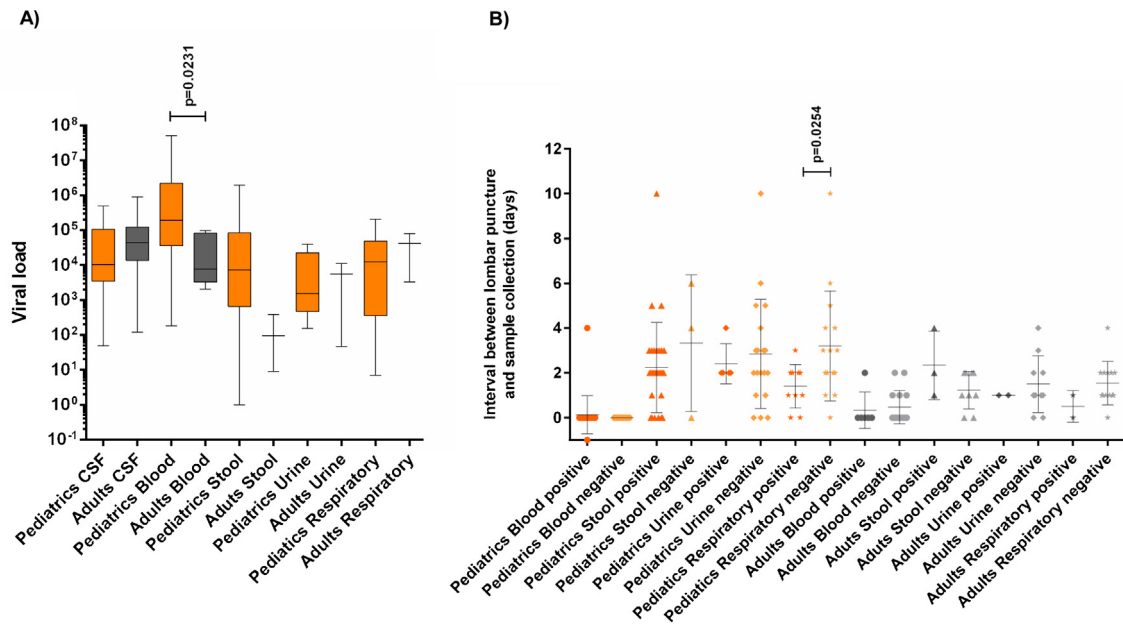 A)
p=0.0231
Viral load
10^8
10^7
10^6
10^5
10^4
10^3
10^2
10^1
10^0
10^-1
Pediatrics CSF
Adults CSF
Pediatrics Blood
Adults Blood
Pediatrics Stool
Aduts Stool
Pediatrics Urine
Adults Urine
Pediatics Respiratory
Adults Respiratory
B)
p=0.0254
Interval between lombar puncture
and sample collection (days)
12
10
8
6
4
2
0
Pediatrics Blood positive
Pediatrics Blood negative
Pediatrics Stool positive
Pediatrics Stool negative
Pediatrics Urine positive
Pediatrics Urine negative
Pediatics Respiratory positive
Pediatrics Respiratory negative
Adults Blood positive
Adults Blood negative
Aduts Stool positive
Aduts Stool negative
Adults Urine positive
Adults Urine negative
Adults Respiratory positive
Adults Respiratory negative